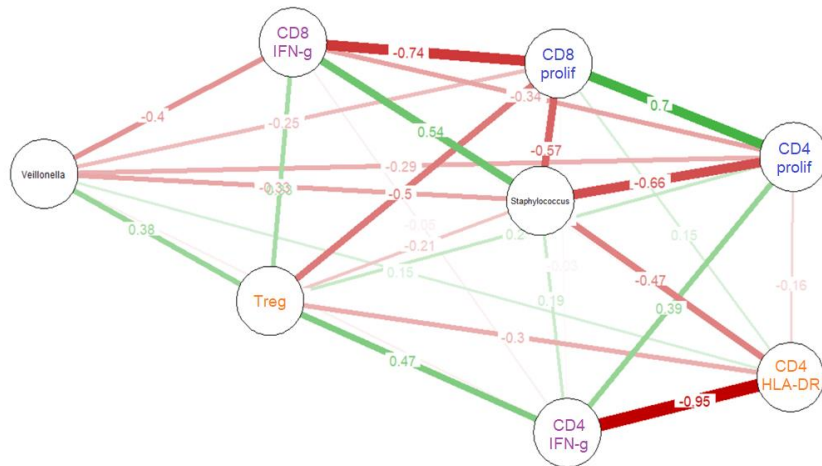 CD8
IFN-g
-0.74
CD8
prolif
-0.34
0.7
-0.4
-0.25
0.54
-0.57
CD4
prolif
Veillonella
-0.29
-0.33
-0.5
-0.66
Staphylococcus
0.38
-0.21
0.2
0.15
0.15
-0.47
-0.16
Treg
0.19
0.39
-0.3
0.47
CD4
HLA-DR
-0.95
CD4
IFN-g